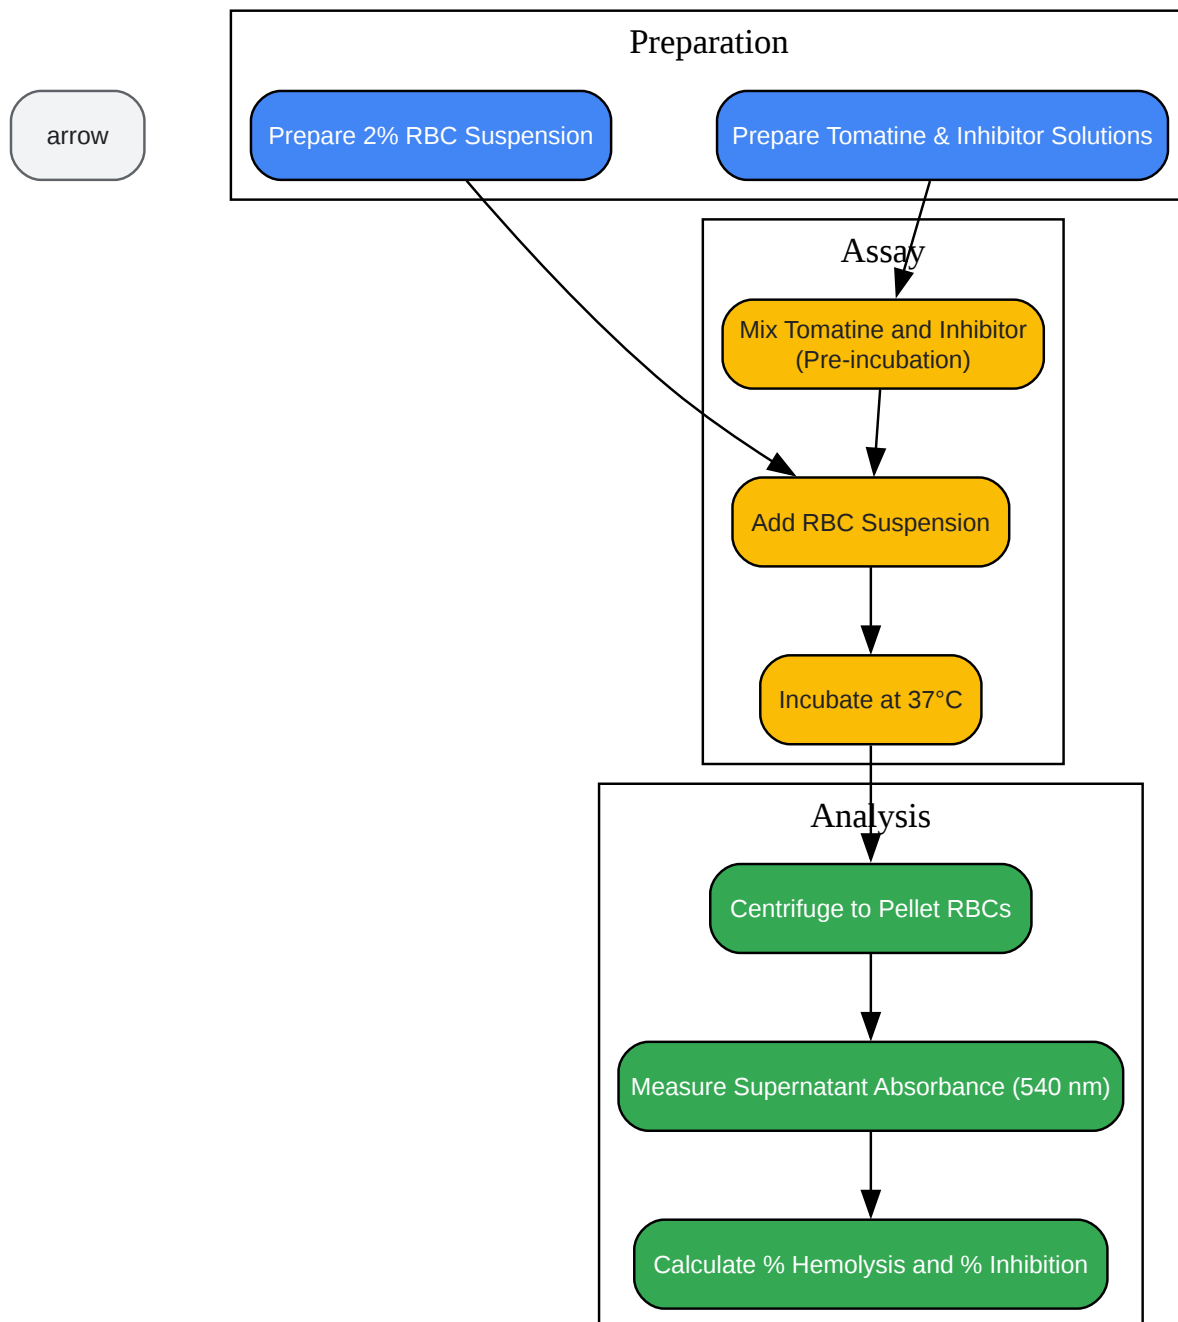 Preparation
arrow
Prepare 2% RBC Suspension
Prepare Tomatine & Inhibitor Solutions
Assay
Mix Tomatine and Inhibitor
(Pre-incubation)
Add RBC Suspension
Incubate at 37°C
Analysis
Centrifuge to Pellet RBCs
Measure Supernatant Absorbance (540 nm)
Calculate % Hemolysis and % Inhibition